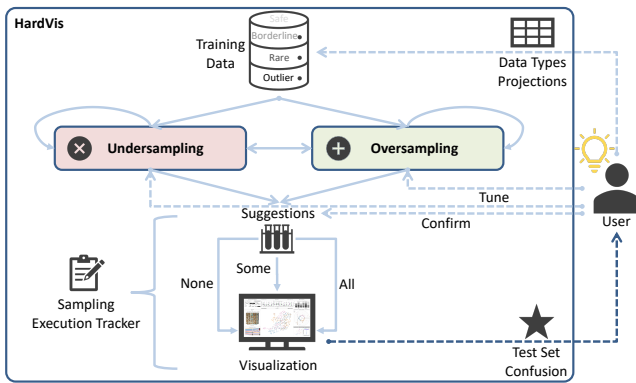 HardVis
Safe
Borderline
Rare
Outlier
Training
Data
Data Types
Projections
Undersampling
Oversampling
Tune
Suggestions
Confirm
User
None
Some
All
Sampling
Execution Tracker
Visualization
Test Set
Confusion